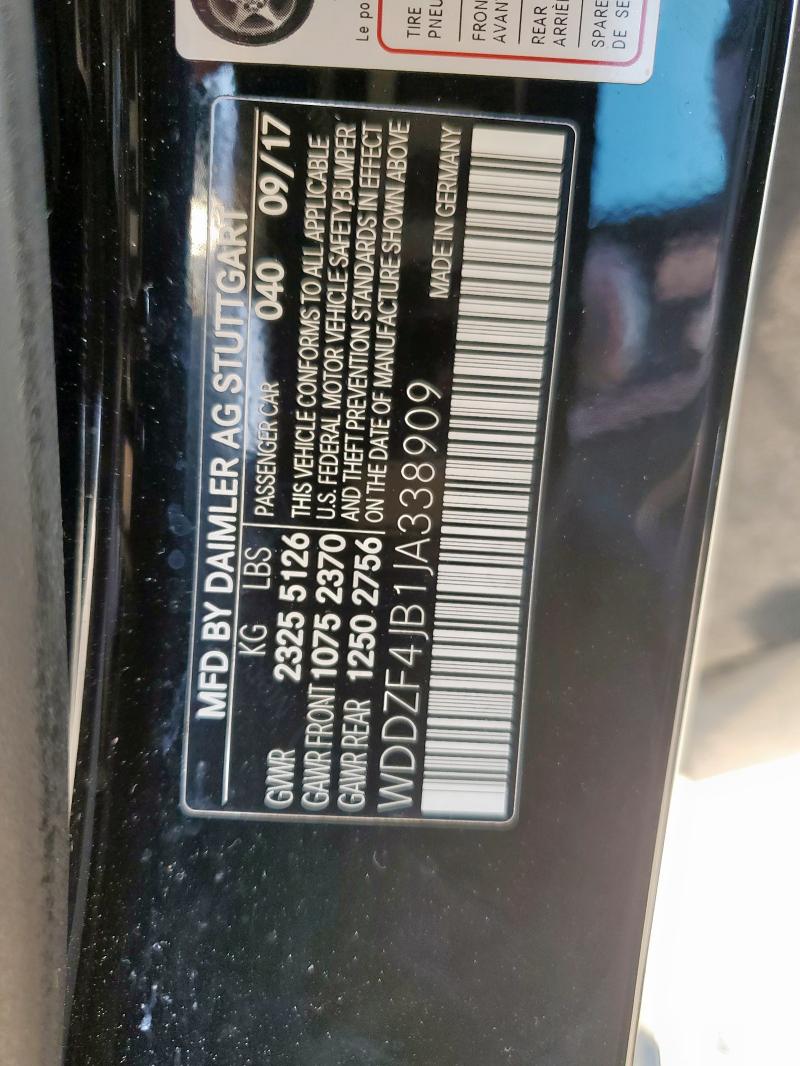 Le po
TIRE
PNEU
FRON
AVAN
REAR
ARRIÈ
SPARE
DE SE
MFD BY DAIMLER AG STUTTGART
KG LBS PASSENGER CAR 040 09/17
GVWR 2325 5126
GAWR FRONT 1075 2370
GAWR REAR 1250 2756
THIS VEHICLE CONFORMS TO ALL APPLICABLE
U.S. FEDERAL MOTOR VEHICLE SAFETY, BUMPER
AND THEFT PREVENTION STANDARDS IN EFFECT
ON THE DATE OF MANUFACTURE SHOWN ABOVE
WDDZF4JB1JA338909
MADE IN GERMANY